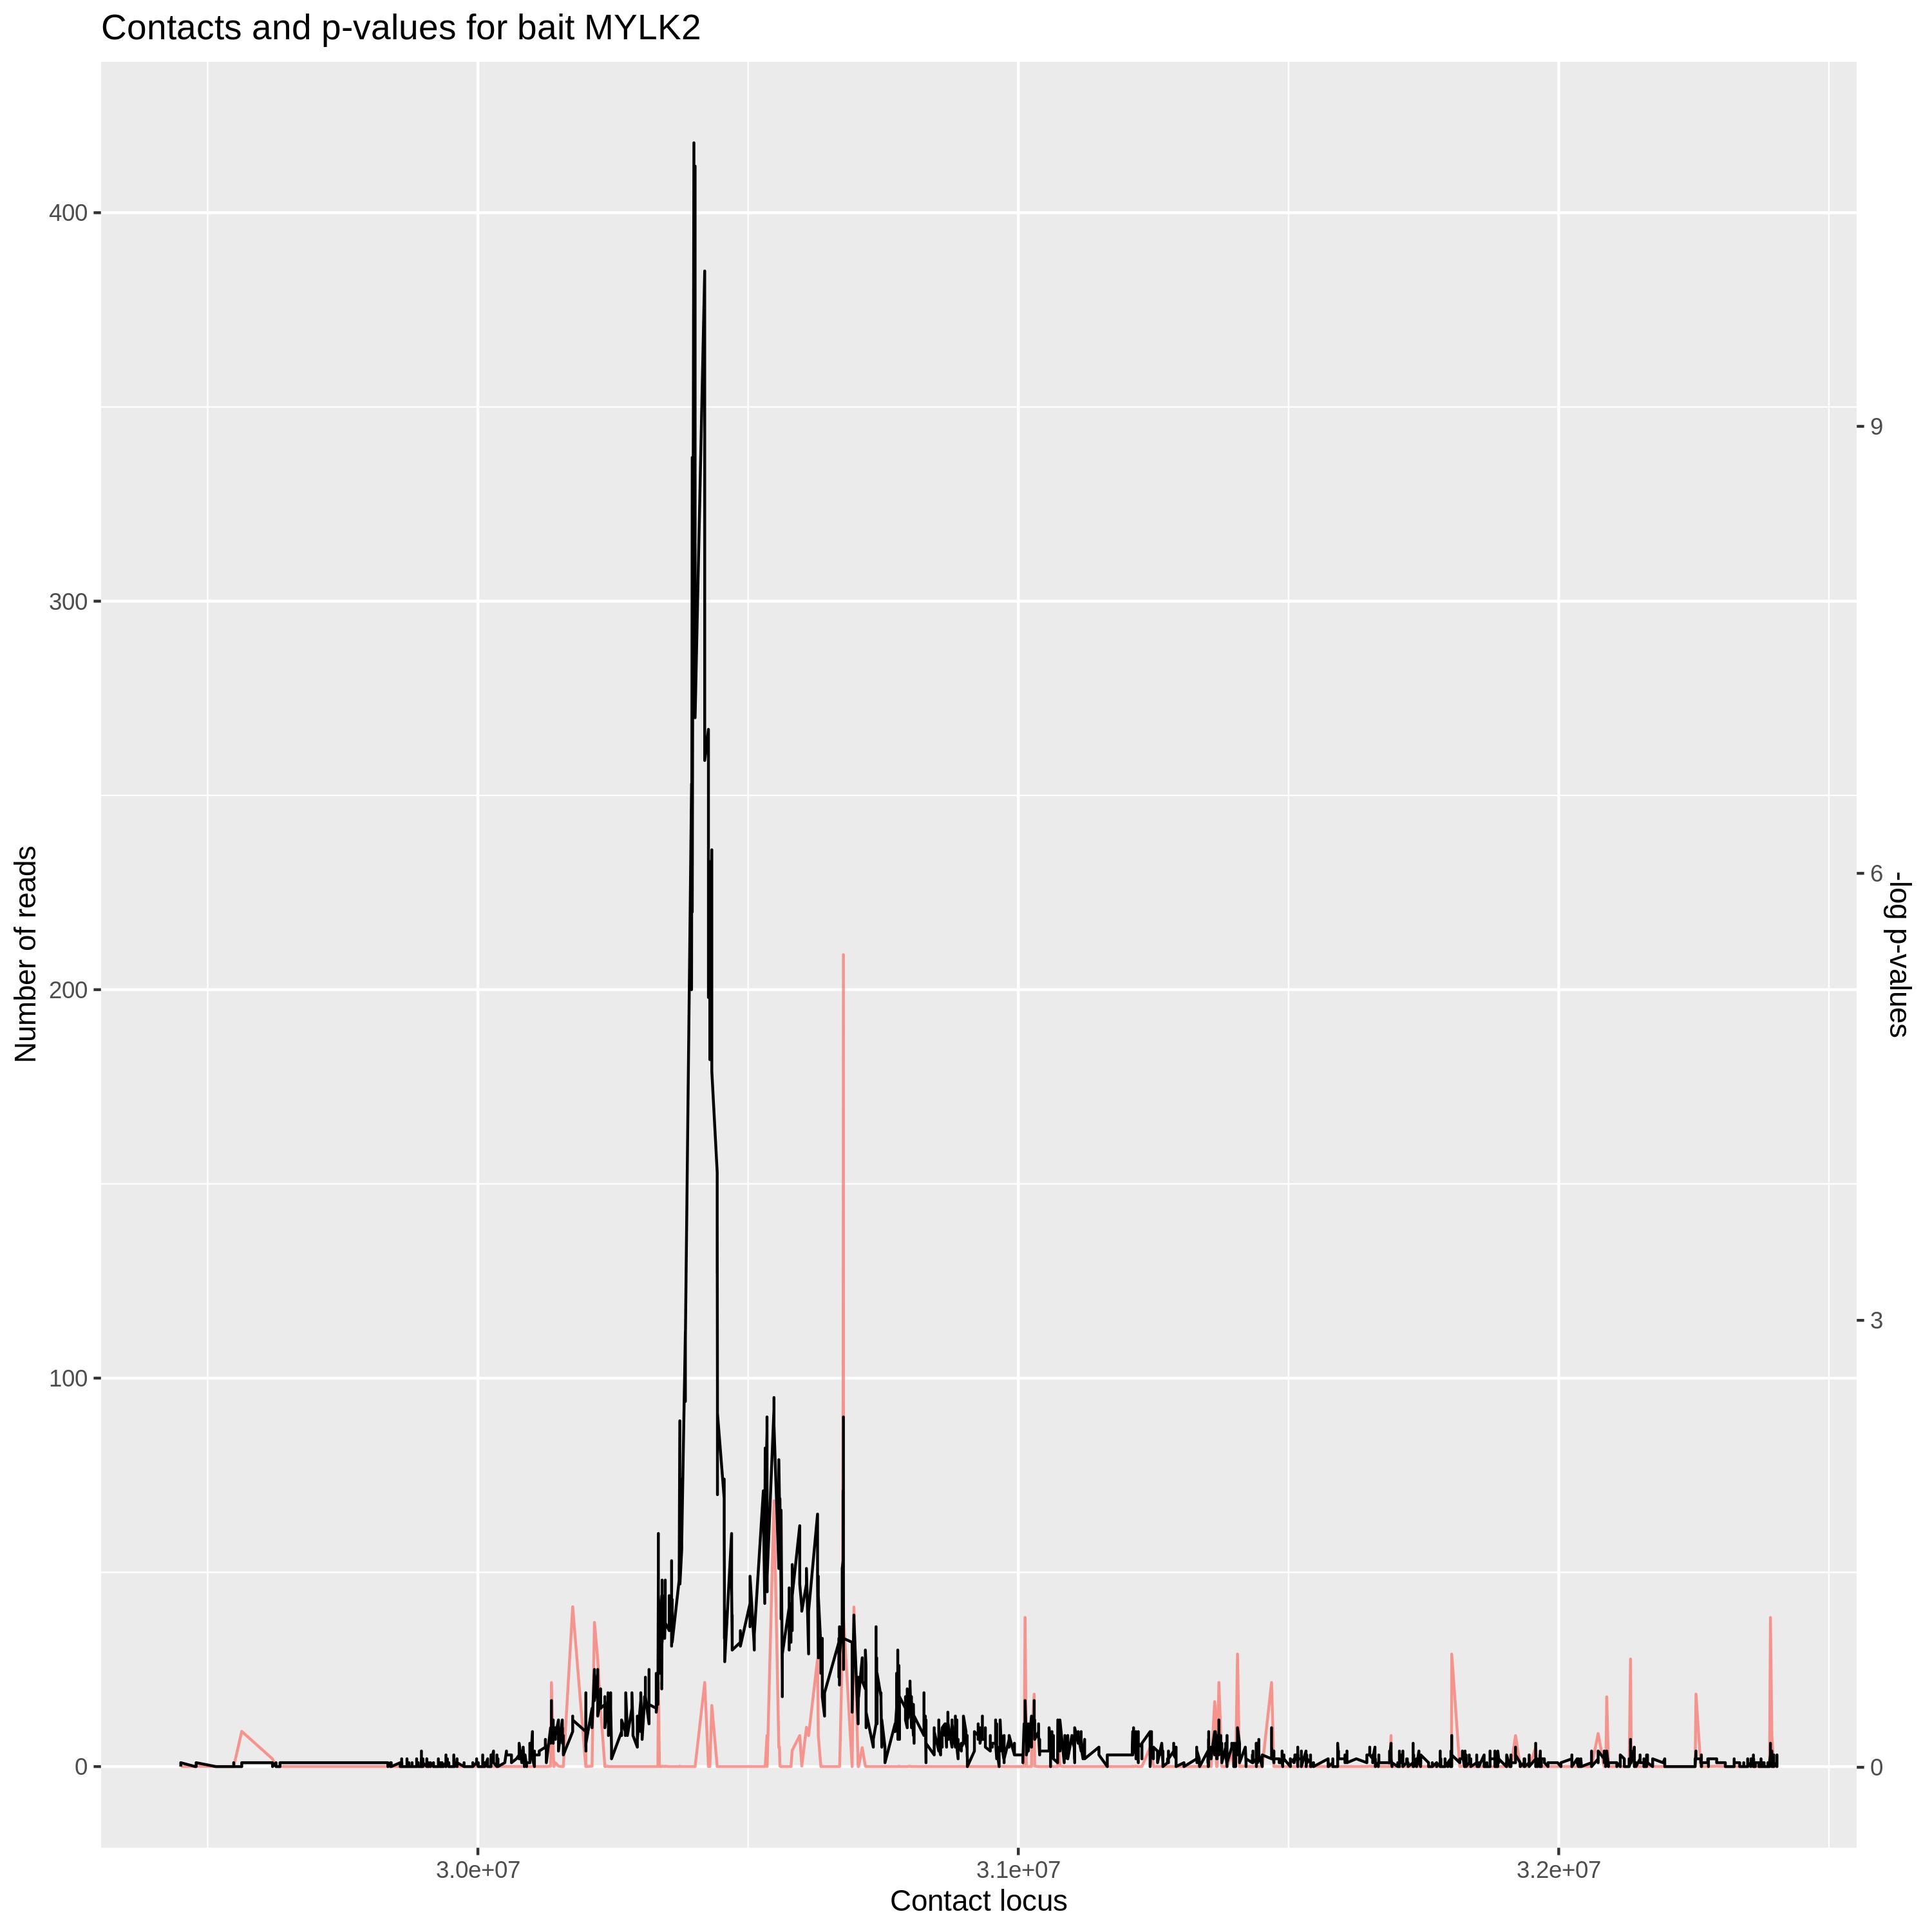 Contacts and p-values for bait MYLK2
Number of reads
400
300
200
100
0
9
6
3
0
-log p-values
3.0e+07
3.1e+07
3.2e+07
Contact locus